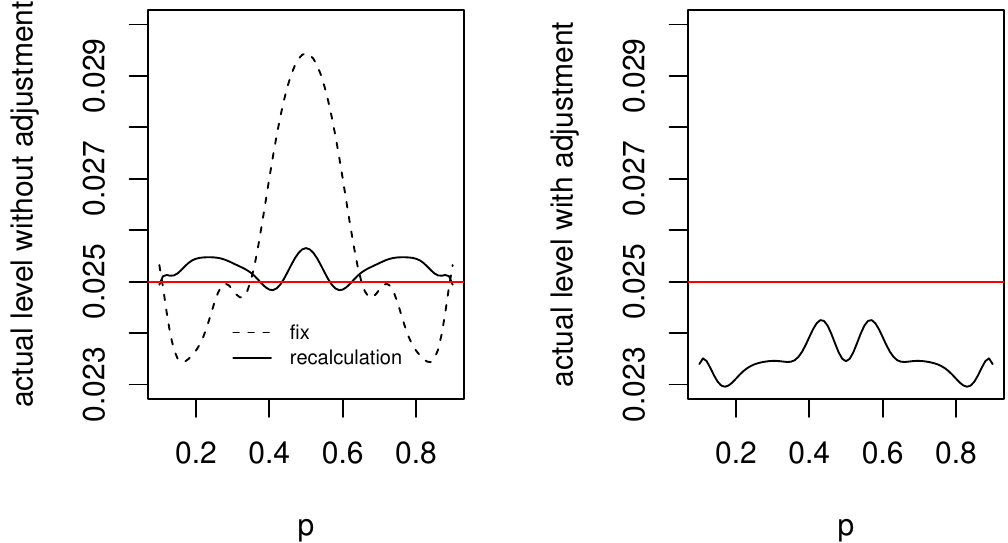 actual level without adjustment
0.029
0.027
0.025
0.023
fix
recalculation
0.2 0.4 0.6 0.8
p
actual level with adjustment
0.029
0.027
0.025
0.023
0.2 0.4 0.6 0.8
p